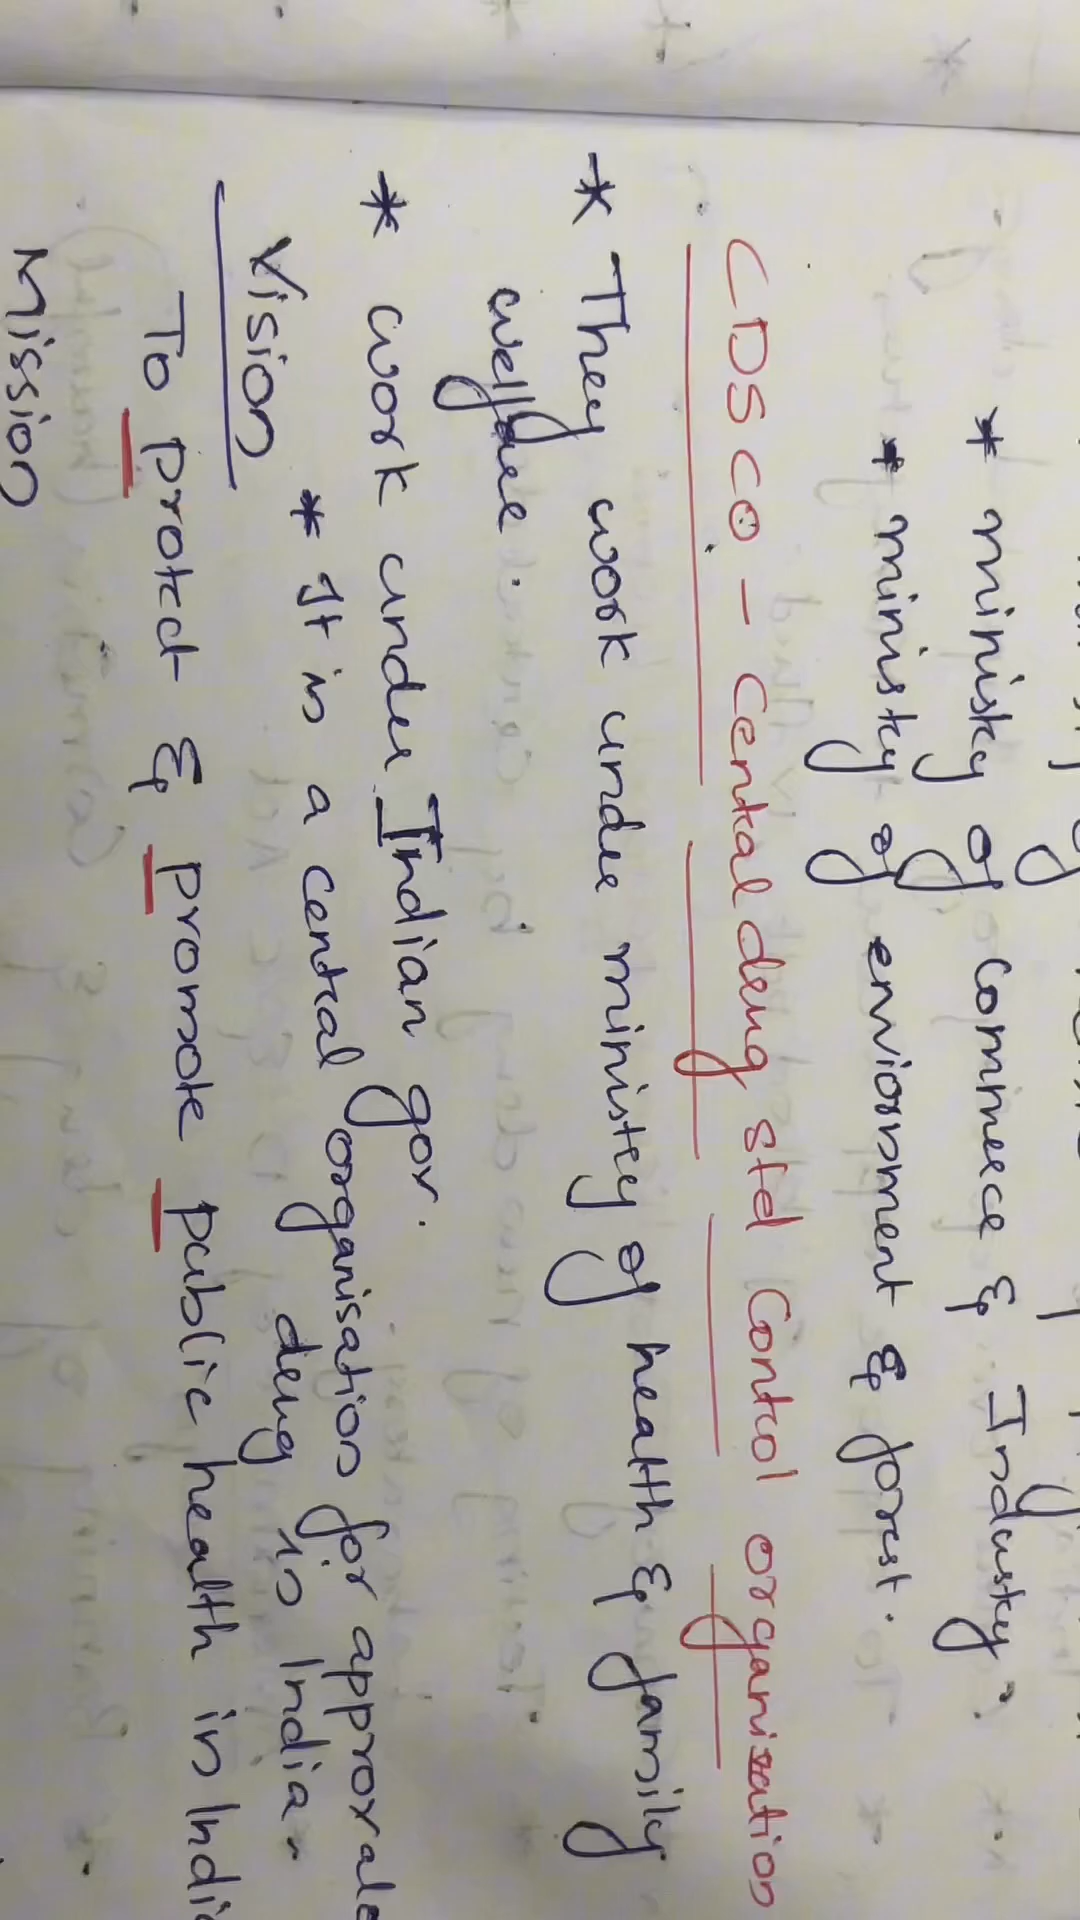 * ministry of commerce & Industry.
* ministry of enviornment & forest.
CDSCO - Central drug std Control organisation
* They work under ministry of health & family
welfare.
* work under Indian gov.
* It is a central organisation for approval
drug in India.
Vision
To protect & promote public health in Indi
Mission